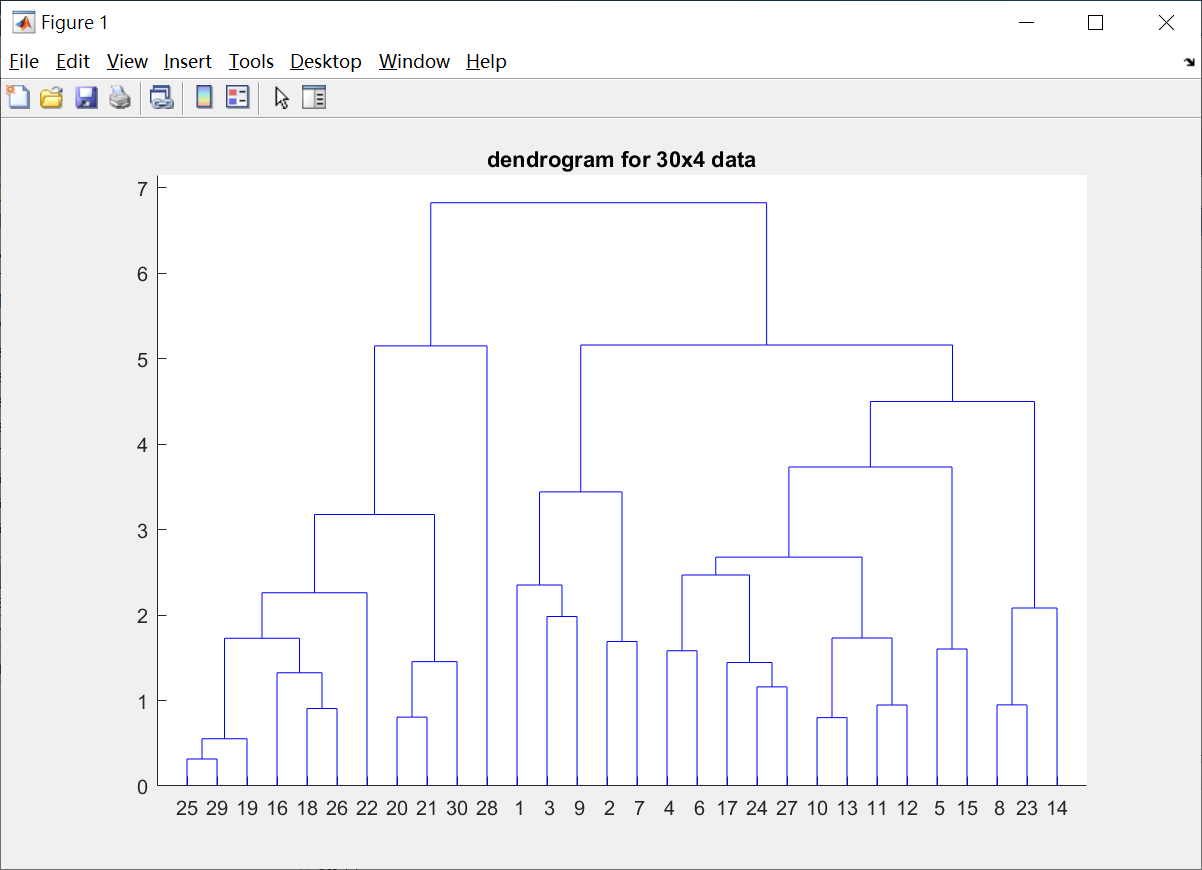 Figure 1
File Edit View Insert Tools Desktop Window Help
dendrogram for 30x4 data
7
6
5
4
3
2
1
0
25 29 19 16 18 26 22 20 21 30 28 1 3 9 2 7 4 6 17 24 27 10 13 11 12 5 15 8 23 14